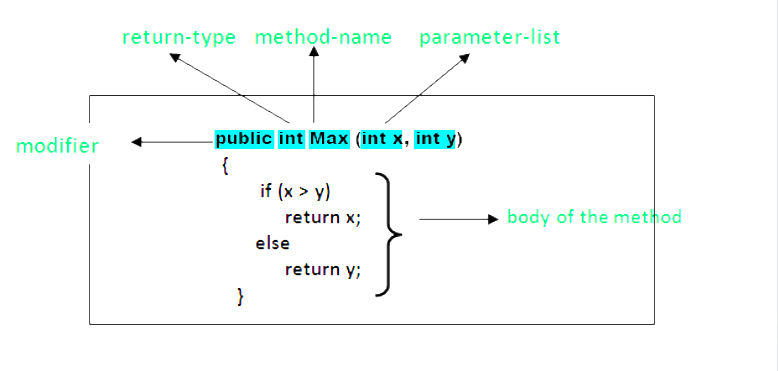 return-type method-name parameter-list
modifier
public int Max (int x, int y)
{
if (x > y)
return x;
else
return y;
}
body of the method